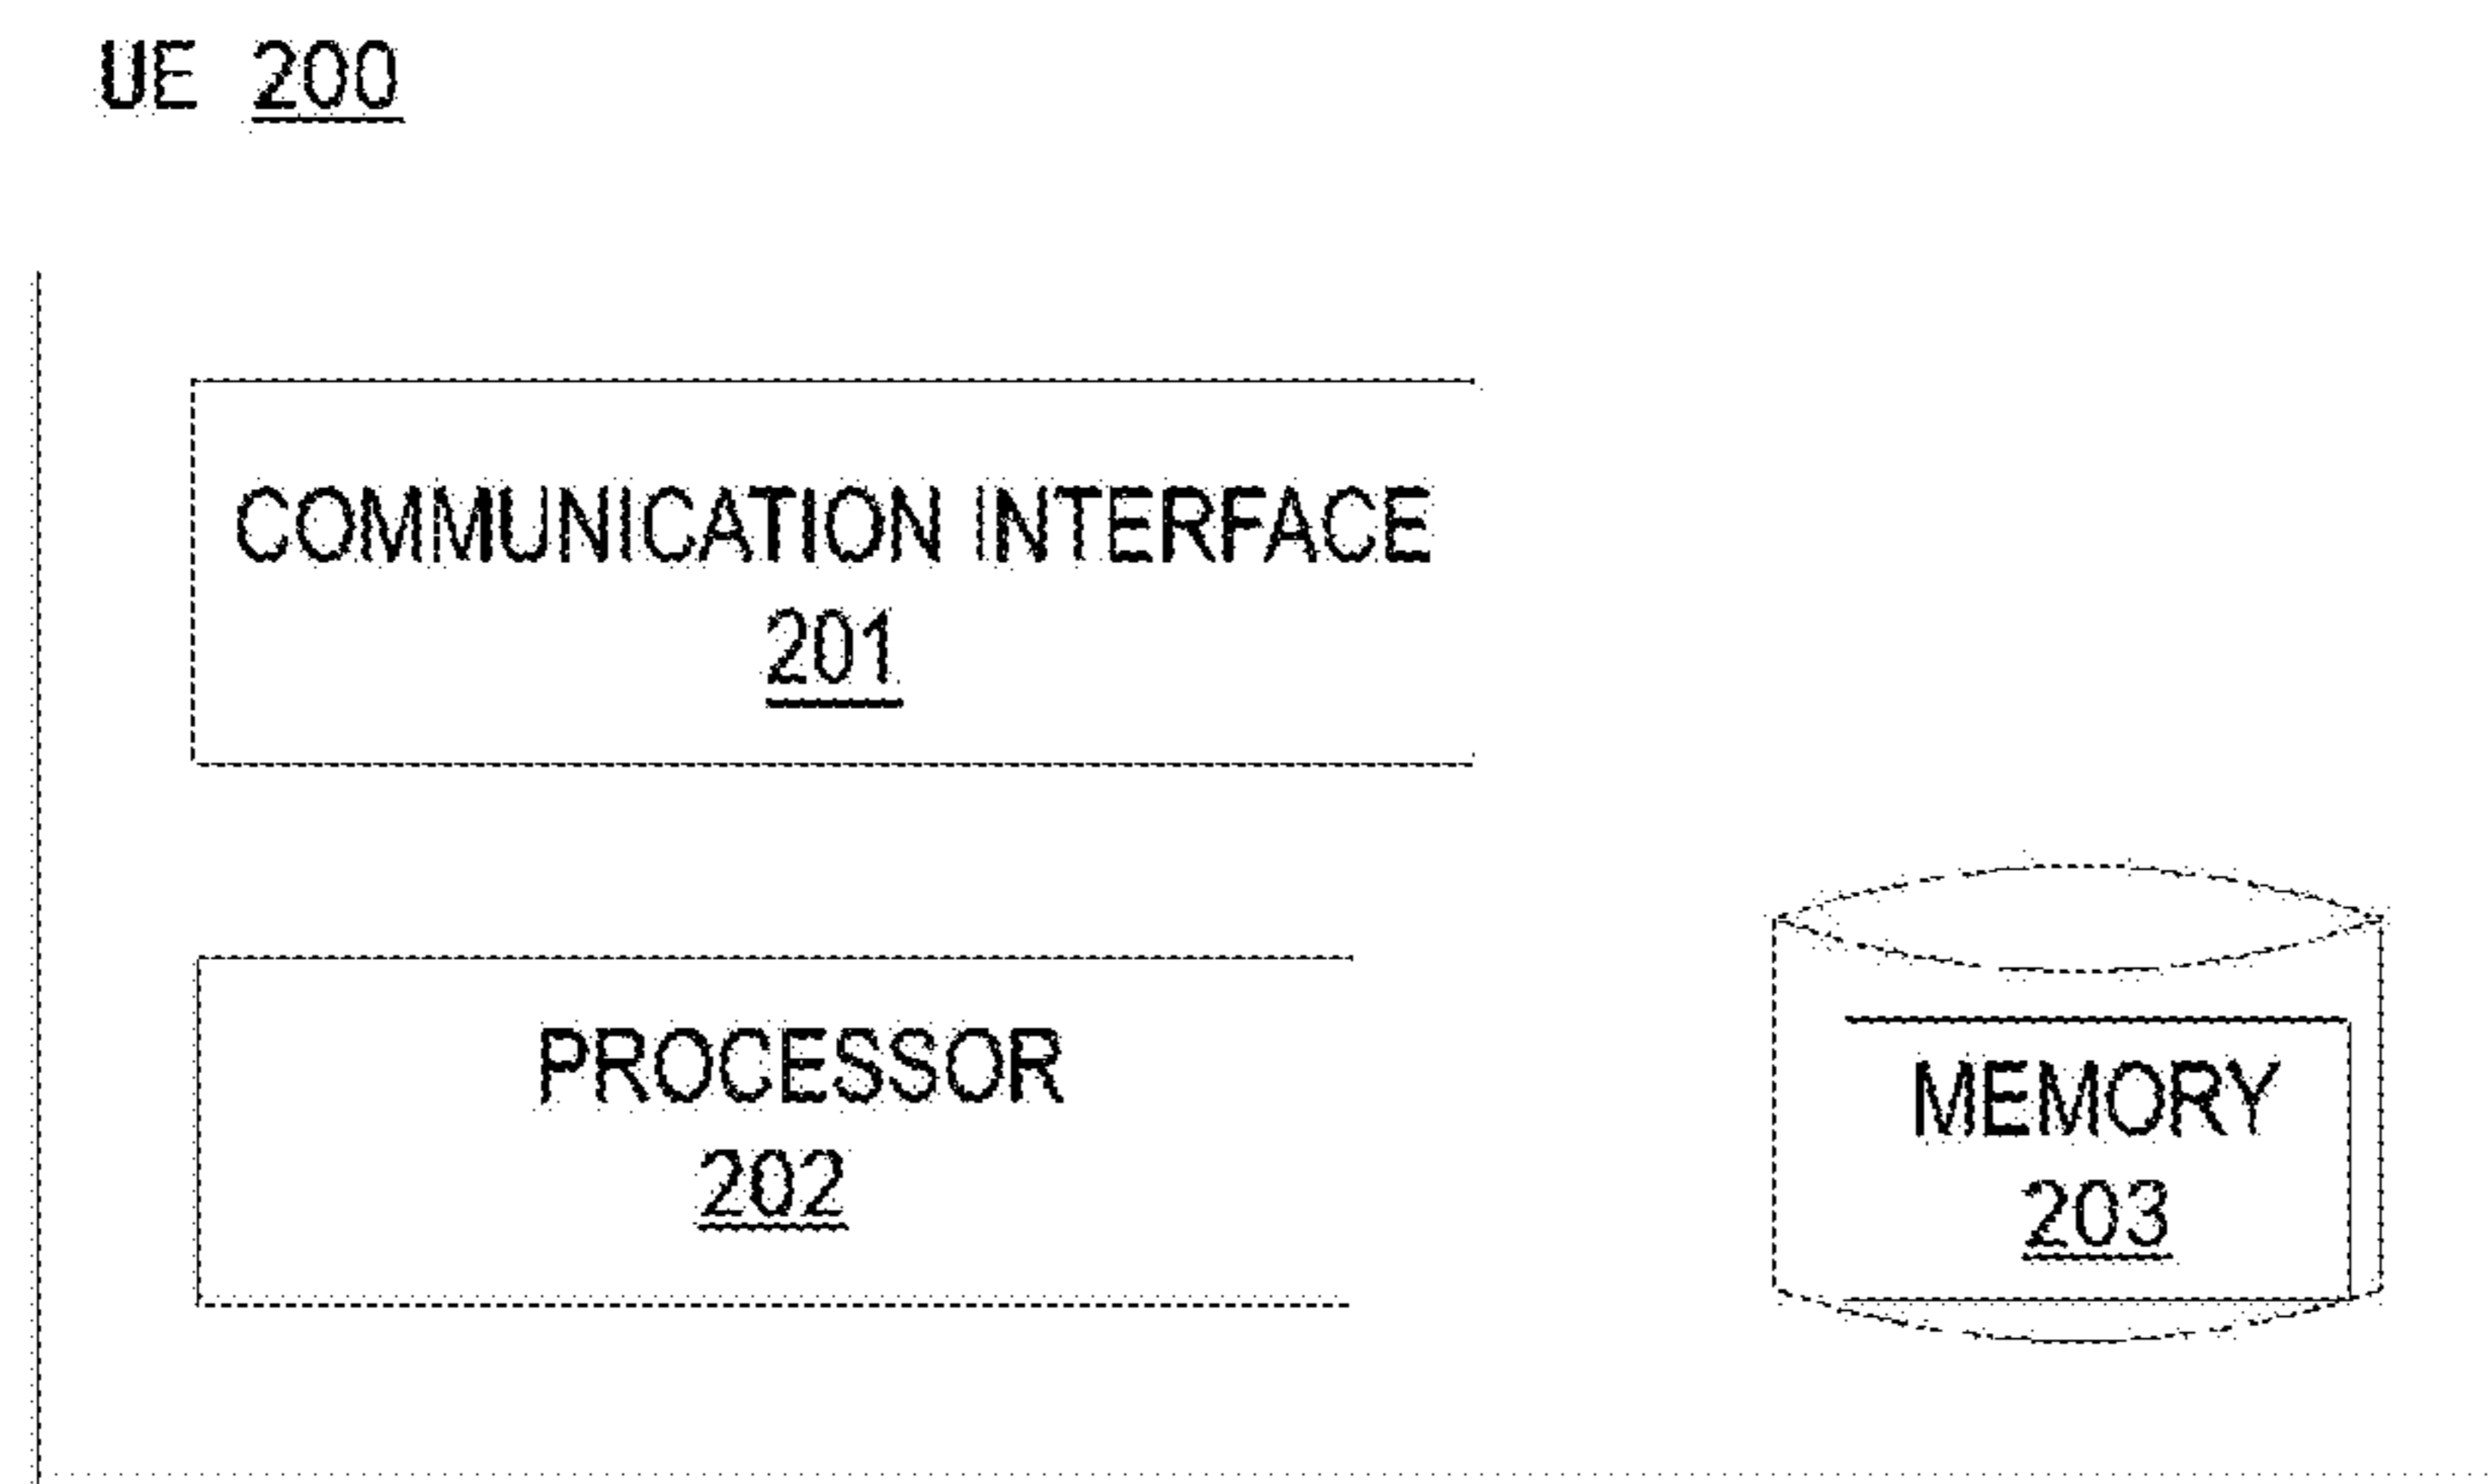 UE 200
COMMUNICATION INTERFACE
201
PROCESSOR
202
MEMORY
203